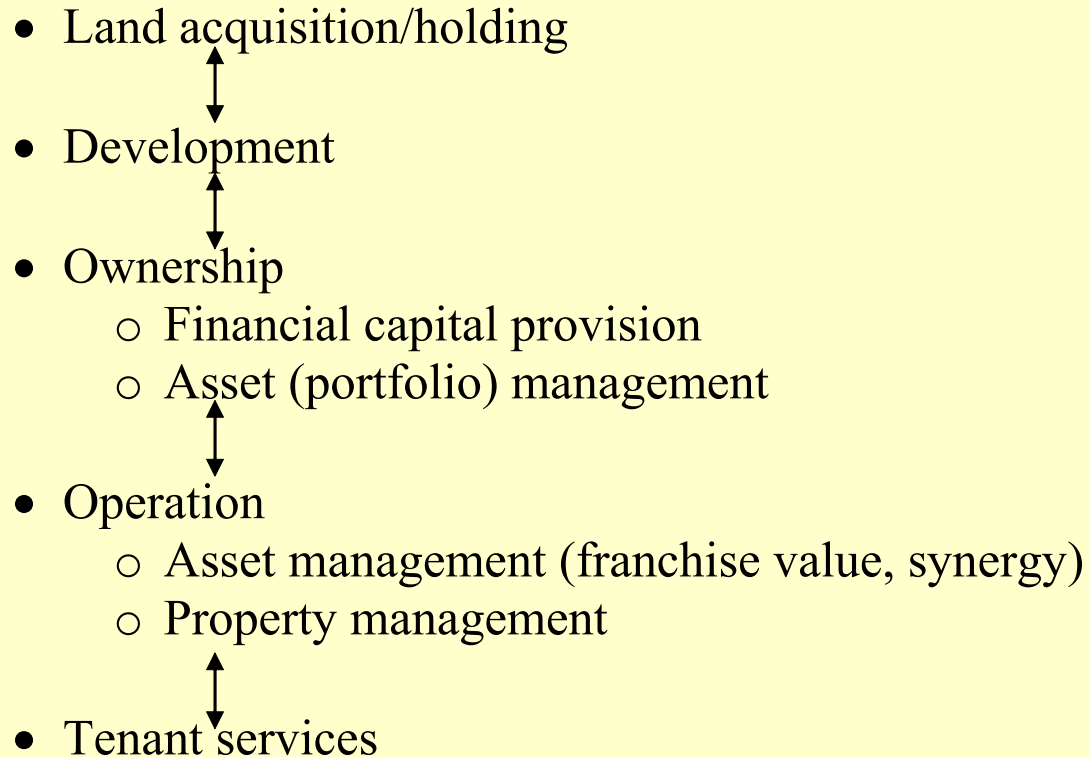 • Land acquisition/holding
• Development
• Ownership
o Financial capital provision
o Asset (portfolio) management
• Operation
o Asset management (franchise value, synergy)
o Property management
• Tenant services